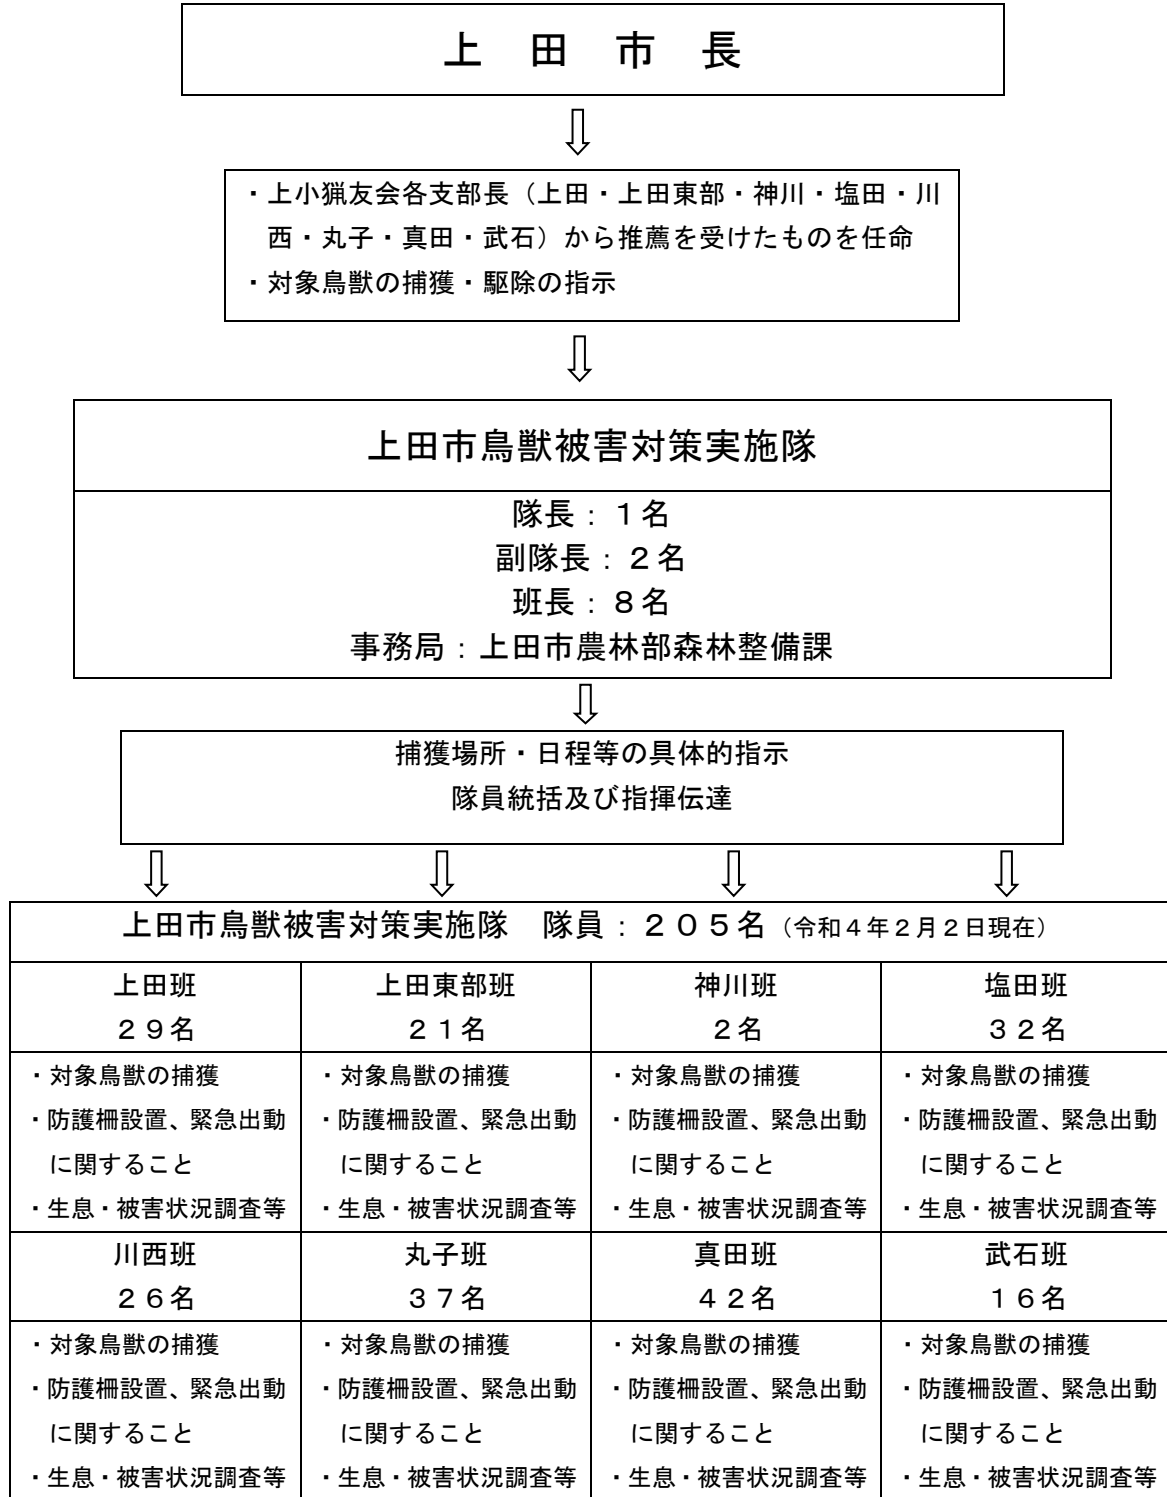 上　田　市　長
・上小猟友会各支部長（上田・上田東部・神川・塩田・川
西・丸子・真田・武石）から推薦を受けたものを任命
・対象鳥獣の捕獲・駆除の指示
上田市鳥獣被害対策実施隊
隊長：１名
副隊長：２名
班長：８名
事務局：上田市農林部森林整備課
捕獲場所・日程等の具体的指示
隊員統括及び指揮伝達
上田市鳥獣被害対策実施隊　隊員：２０５名（令和４年２月２日現在）
上田班
２９名
・対象鳥獣の捕獲
・防護柵設置、緊急出動
に関すること
・生息・被害状況調査等
上田東部班
２１名
・対象鳥獣の捕獲
・防護柵設置、緊急出動
に関すること
・生息・被害状況調査等
神川班
２名
・対象鳥獣の捕獲
・防護柵設置、緊急出動
に関すること
・生息・被害状況調査等
塩田班
３２名
・対象鳥獣の捕獲
・防護柵設置、緊急出動
に関すること
・生息・被害状況調査等
川西班
２６名
・対象鳥獣の捕獲
・防護柵設置、緊急出動
に関すること
・生息・被害状況調査等
丸子班
３７名
・対象鳥獣の捕獲
・防護柵設置、緊急出動
に関すること
・生息・被害状況調査等
真田班
４２名
・対象鳥獣の捕獲
・防護柵設置、緊急出動
に関すること
・生息・被害状況調査等
武石班
１６名
・対象鳥獣の捕獲
・防護柵設置、緊急出動
に関すること
・生息・被害状況調査等